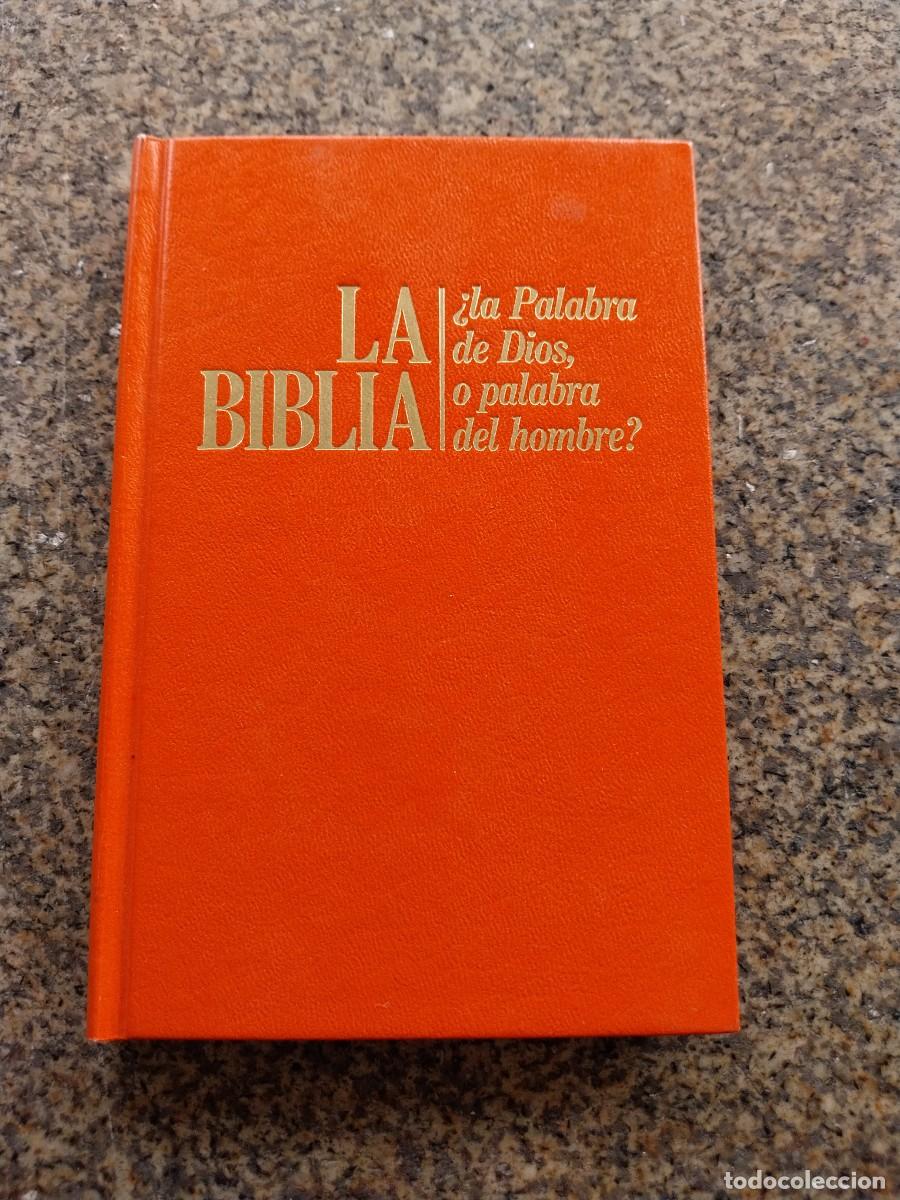 LA
BIBLIA
¿la Palabra
de Dios,
o palabra
del hombre?
todocoleccion